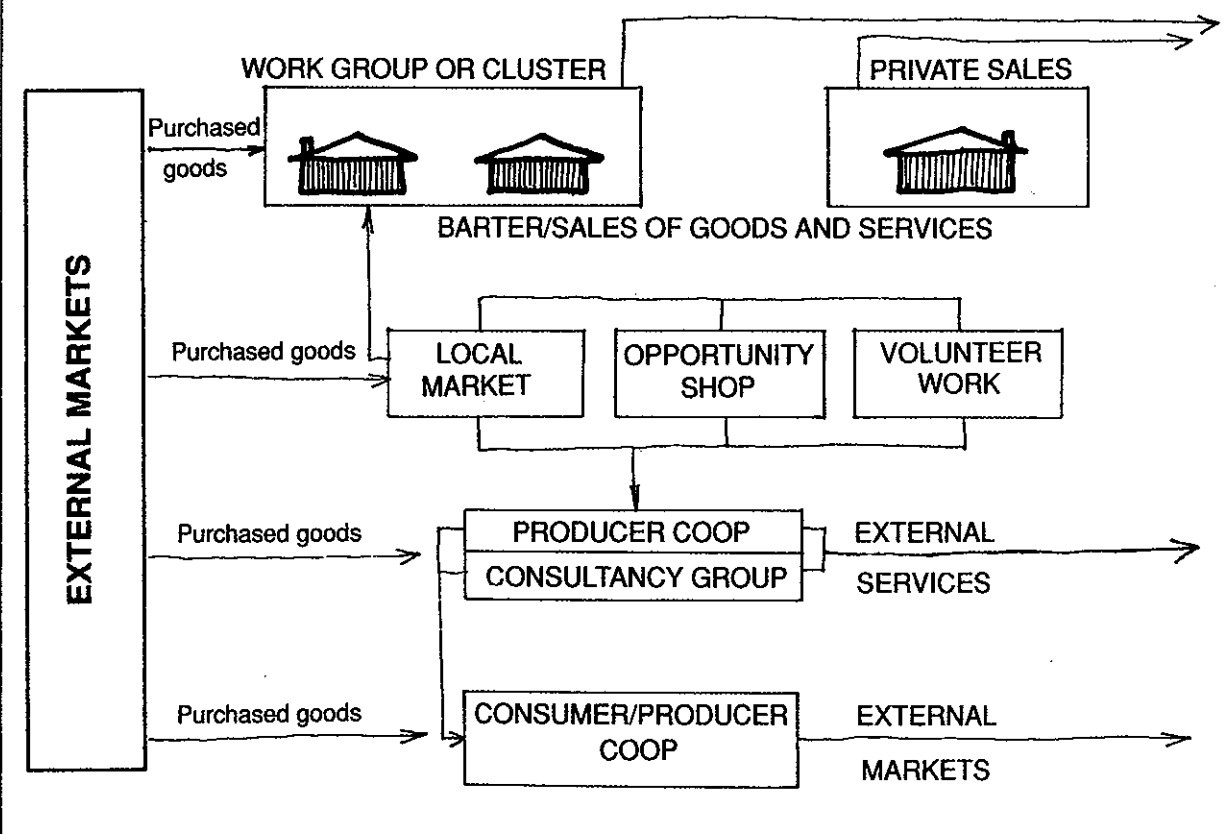 WORK GROUP OR CLUSTER
PRIVATE SALES
Purchased
goods
BARTER/SALES OF GOODS AND SERVICES
EXTERNAL MARKETS
Purchased goods
LOCAL
MARKET
OPPORTUNITY
SHOP
VOLUNTEER
WORK
Purchased goods
PRODUCER COOP
CONSULTANCY GROUP
EXTERNAL
SERVICES
Purchased goods
CONSUMER/PRODUCER
COOP
EXTERNAL
MARKETS